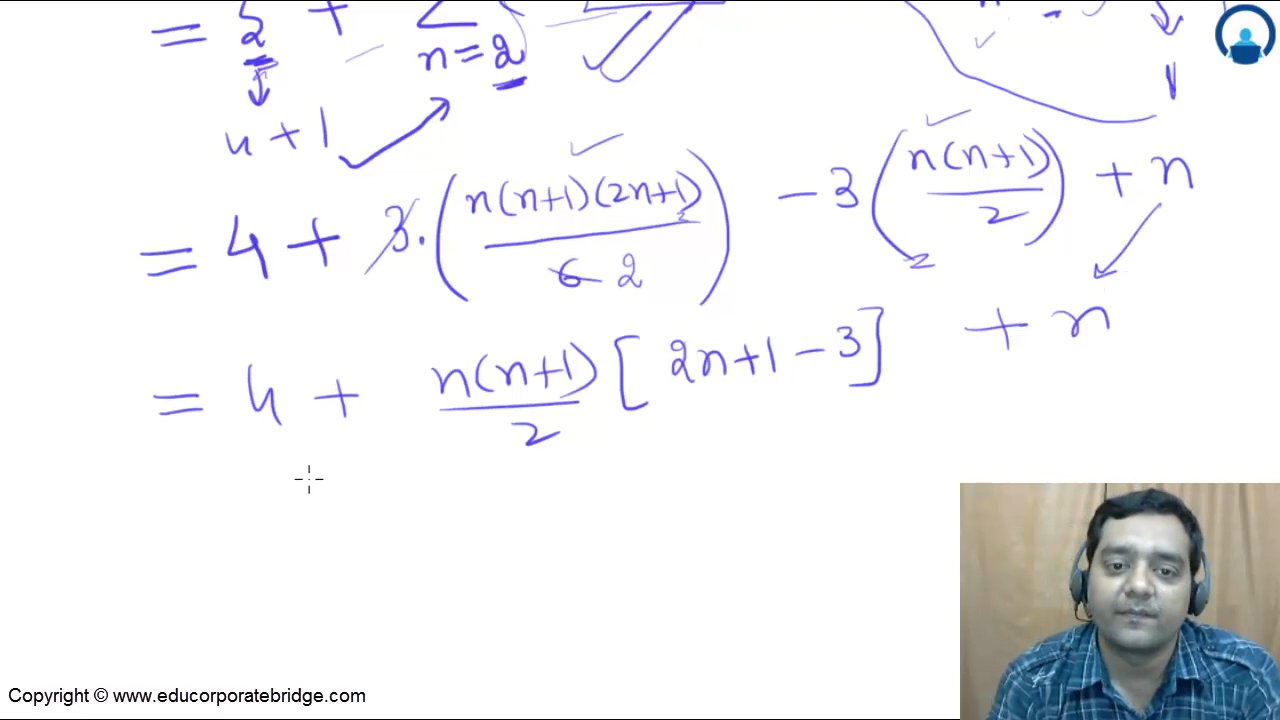 = 5/2 + Σ n=2
n+1
= 4 + 3. (n(n+1)(2n+1)/6 2) - 3 (n(n+1)/2) + n
= 4 + n(n+1)/2 [2n+1-3] + n
Copyright © www.educorporatebridge.com